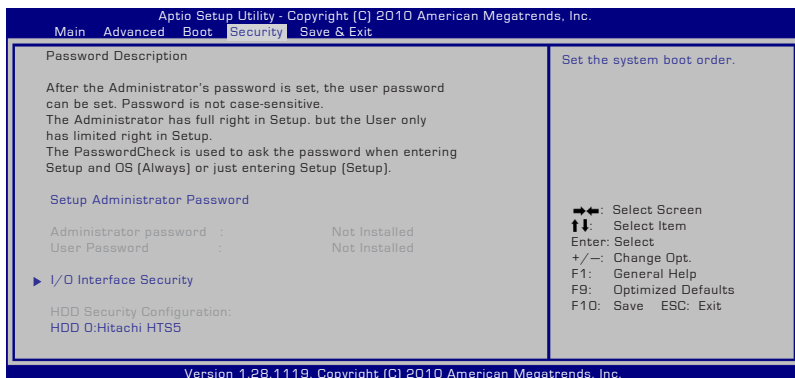 Aptio Setup Utility - Copyright (C) 2010 American Megatrends, Inc.
Main Advanced Boot Security Save & Exit
Password Description
After the Administrator's password is set, the user password
can be set. Password is not case-sensitive.
The Administrator has full right in Setup. but the User only
has limited right in Setup.
The PasswordCheck is used to ask the password when entering
Setup and OS (Always) or just entering Setup (Setup).
Setup Administrator Password
Administrator password : Not Installed
User Password : Not Installed
I/O Interface Security
HDD Security Configuration:
HDD 0:Hitachi HTS5
Set the system boot order.
→←: Select Screen
↑↓: Select Item
Enter: Select
+/—: Change Opt.
F1: General Help
F9: Optimized Defaults
F10: Save ESC: Exit
Version 1.28.1119. Copyright (C) 2010 American Megatrends, Inc.